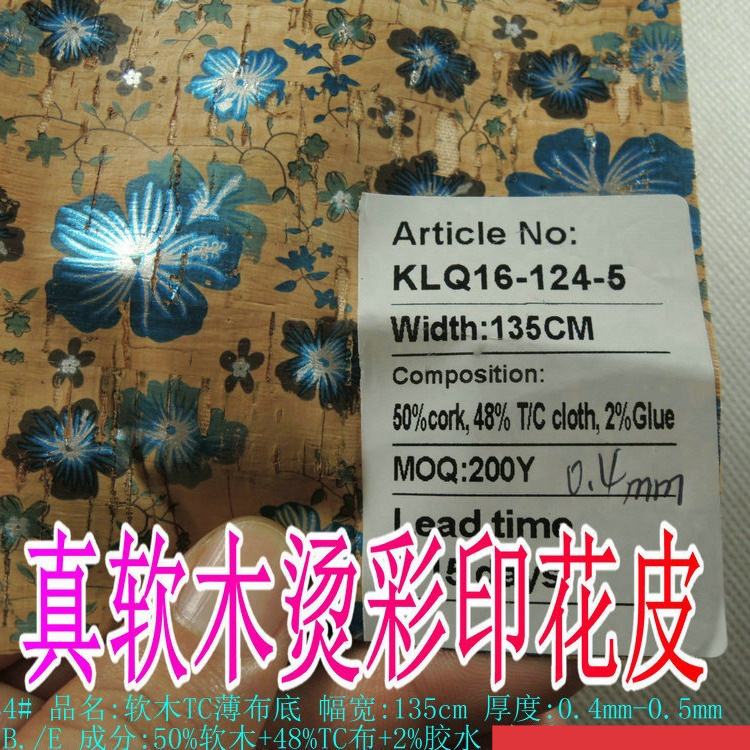 Article No:
KLQ16-124-5
Width:135CM
Composition:
50%cork, 48% T/C cloth, 2%Glue
MOQ:200Y
0.4mm
Lead time
15 days
真软木烫彩印花皮
4# 品名:软木TC薄布底 幅宽:135cm 厚度:0.4mm-0.5mm
B./E 成分:50%软木+48%TC布+2%胶水